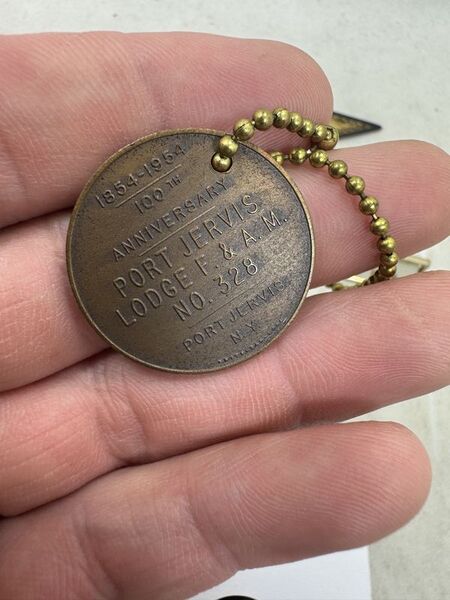 1854-1954
100TH
ANNIVERSARY
PORT JERVIS
LODGE F. & A. M.
NO. 328
PORT JERVIS
N.Y.